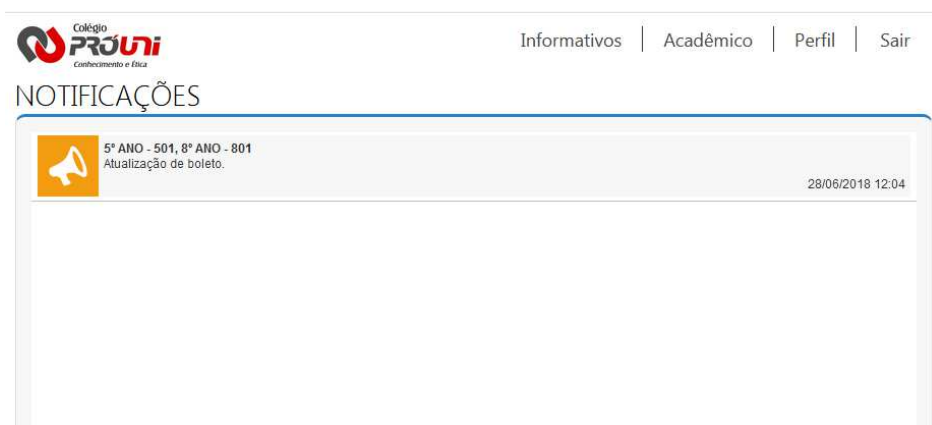 Colégio
PRÓUNI
Conhecimento e Ética
Informativos
Acadêmico
Perfil
Sair
NOTIFICAÇÕES
5º ANO - 501, 8º ANO - 801
Atualização de boleto.
28/06/2018 12:04